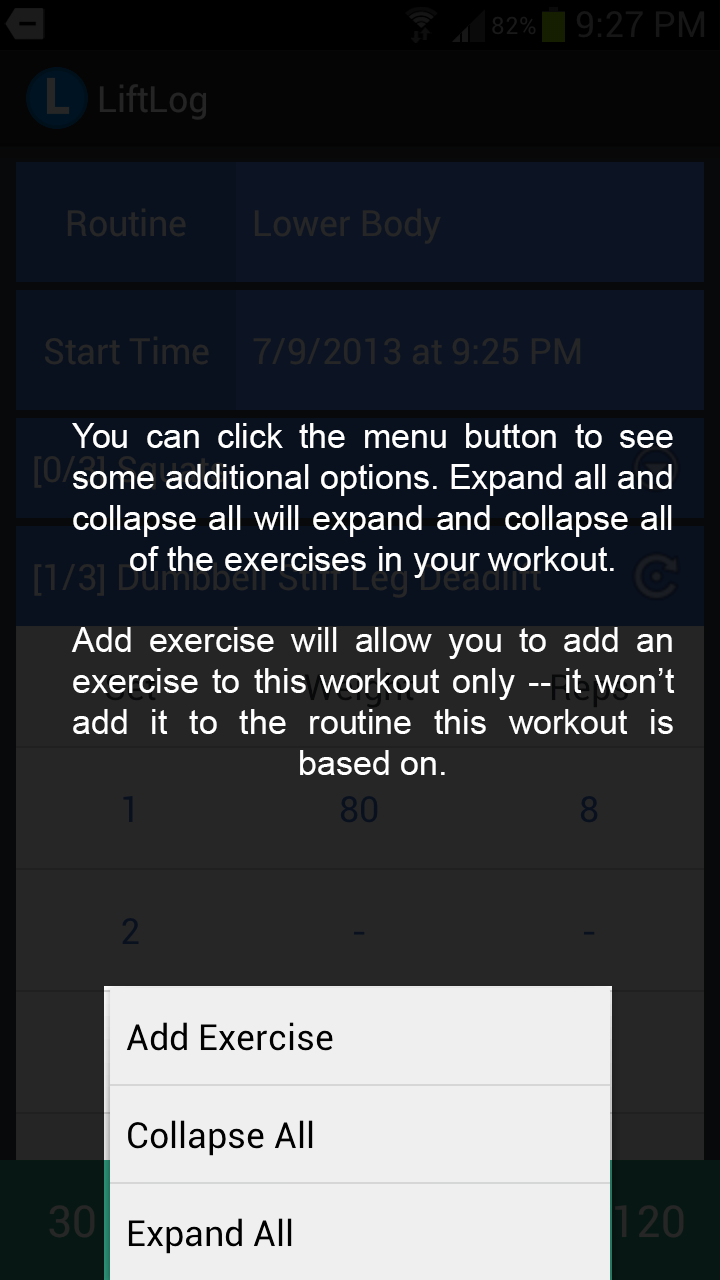 82% 9:27 PM
L LiftLog
Routine Lower Body
Start Time 7/9/2013 at 9:25 PM
You can click the menu button to see
[0/3] Squats
some additional options. Expand all and
collapse all will expand and collapse all
of the exercises in your workout.
[1/3] Dumbbell Stiff Leg Deadlift
Add exercise will allow you to add an
exercise to this workout only -- it won’t
Set Weight Reps
add it to the routine this workout is
based on.
1 80 8
2 - -
Add Exercise
Collapse All
30 120
Expand All